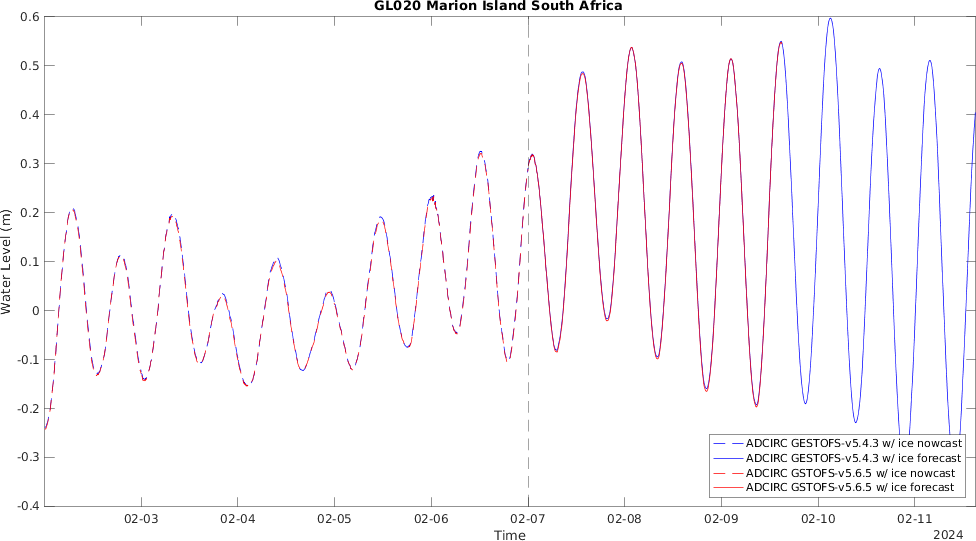 GL020 Marion Island South Africa
0.6
0.5
0.4
0.3
0.2
0.1
0
-0.1
-0.2
-0.3
-0.4
Water Level (m)
ADCIRC GESTOFS-v5.4.3 w/ ice nowcast
ADCIRC GESTOFS-v5.4.3 w/ ice forecast
ADCIRC GSTOFS-v5.6.5 w/ ice nowcast
ADCIRC GSTOFS-v5.6.5 w/ ice forecast
02-03 02-04 02-05 02-06 02-07 02-08 02-09 02-10 02-11
Time
2024